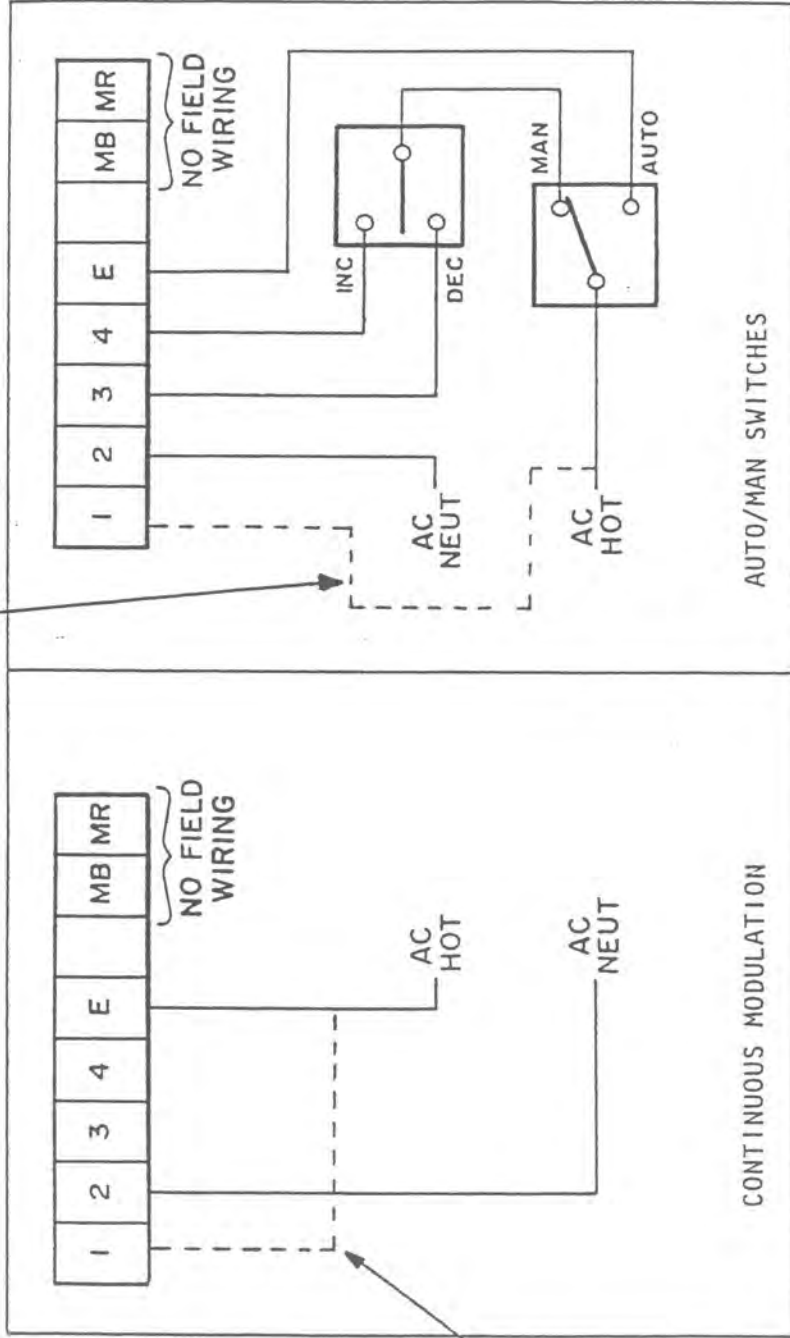 1 2 3 4 E MB MR
NO FIELD
WIRING
AC
HOT
AC
NEUT
CONTINUOUS MODULATION
1 2 3 4 E MB MR
NO FIELD
WIRING
INC
DEC
MAN
AUTO
AC
NEUT
AC
HOT
AUTO/MAN SWITCHES